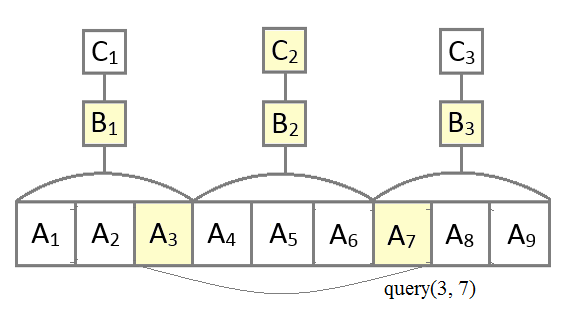 C₁ C₂ C₃
B₁ B₂ B₃
A₁ A₂ A₃ A₄ A₅ A₆ A₇ A₈ A₉
query(3, 7)